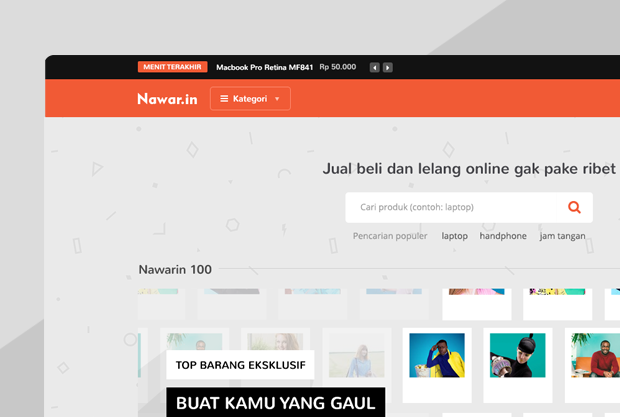 MENIT TERAKHIR Macbook Pro Retina MF841 Rp 50.000
Nawar.in Kategori
Jual beli dan lelang online gak pake ribet
Cari produk (contoh: laptop)
Pencarian populer laptop handphone jam tangan
Nawarin 100
TOP BARANG EKSKLUSIF
BUAT KAMU YANG GAUL